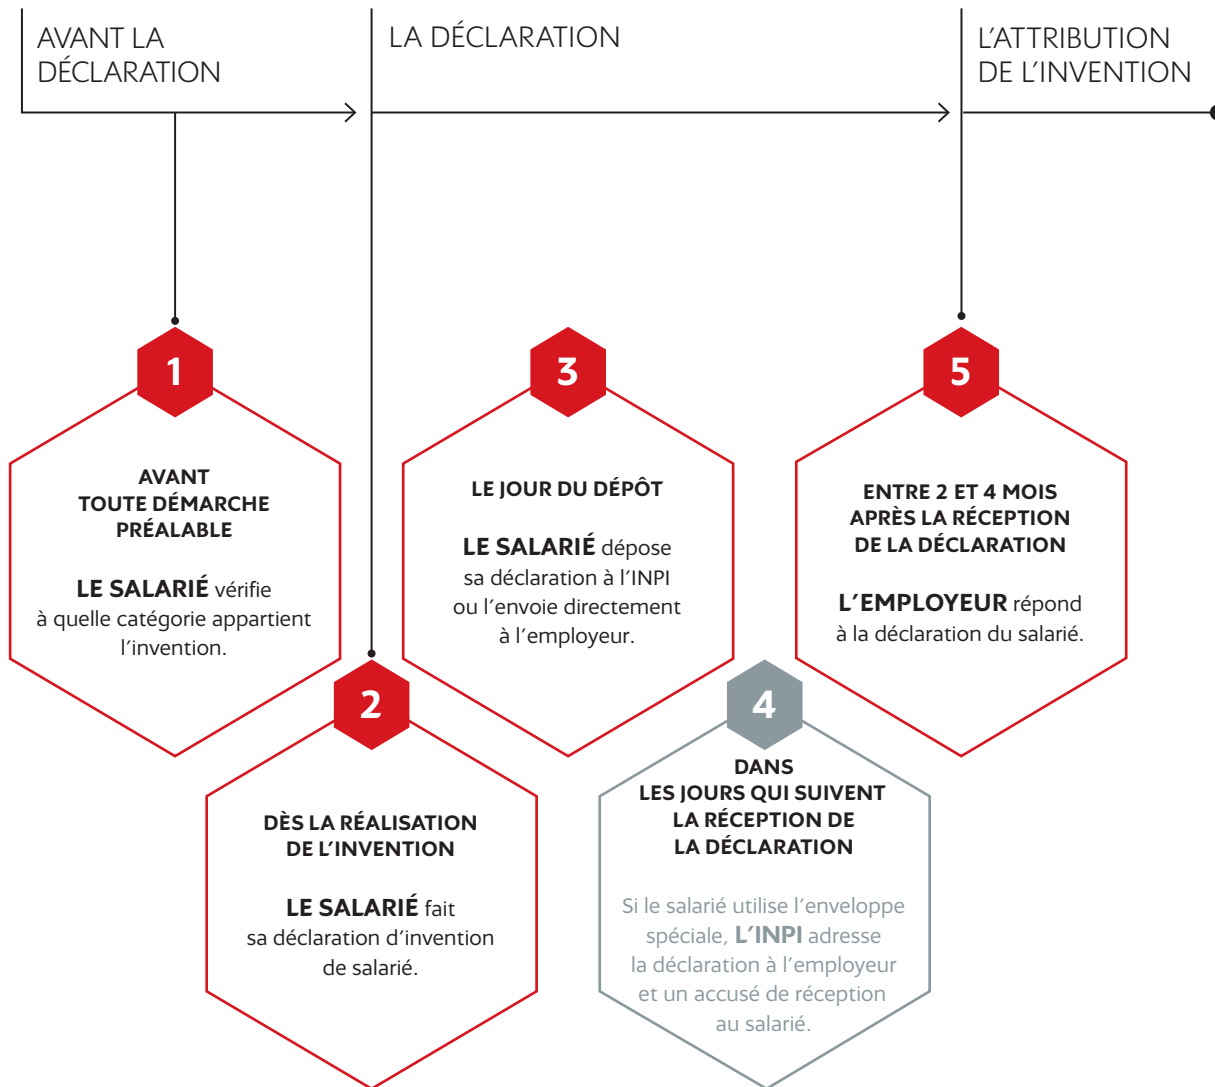 AVANT LA
DÉCLARATION
LA DÉCLARATION
L’ATTRIBUTION
DE L’INVENTION
1
AVANT
TOUTE DÉMARCHE
PRÉALABLE
LE SALARIÉ vérifie
à quelle catégorie appartient
l’invention.
2
DÈS LA RÉALISATION
DE L’INVENTION
LE SALARIÉ fait
sa déclaration d’invention
de salarié.
3
LE JOUR DU DÉPÔT
LE SALARIÉ dépose
sa déclaration à l’INPI
ou l’envoie directement
à l’employeur.
4
DANS
LES JOURS QUI SUIVENT
LA RÉCEPTION DE
LA DÉCLARATION
Si le salarié utilise l’enveloppe
spéciale, L’INPI adresse
la déclaration à l’employeur
et un accusé de réception
au salarié.
5
ENTRE 2 ET 4 MOIS
APRÈS LA RÉCEPTION
DE LA DÉCLARATION
L’EMPLOYEUR répond
à la déclaration du salarié.